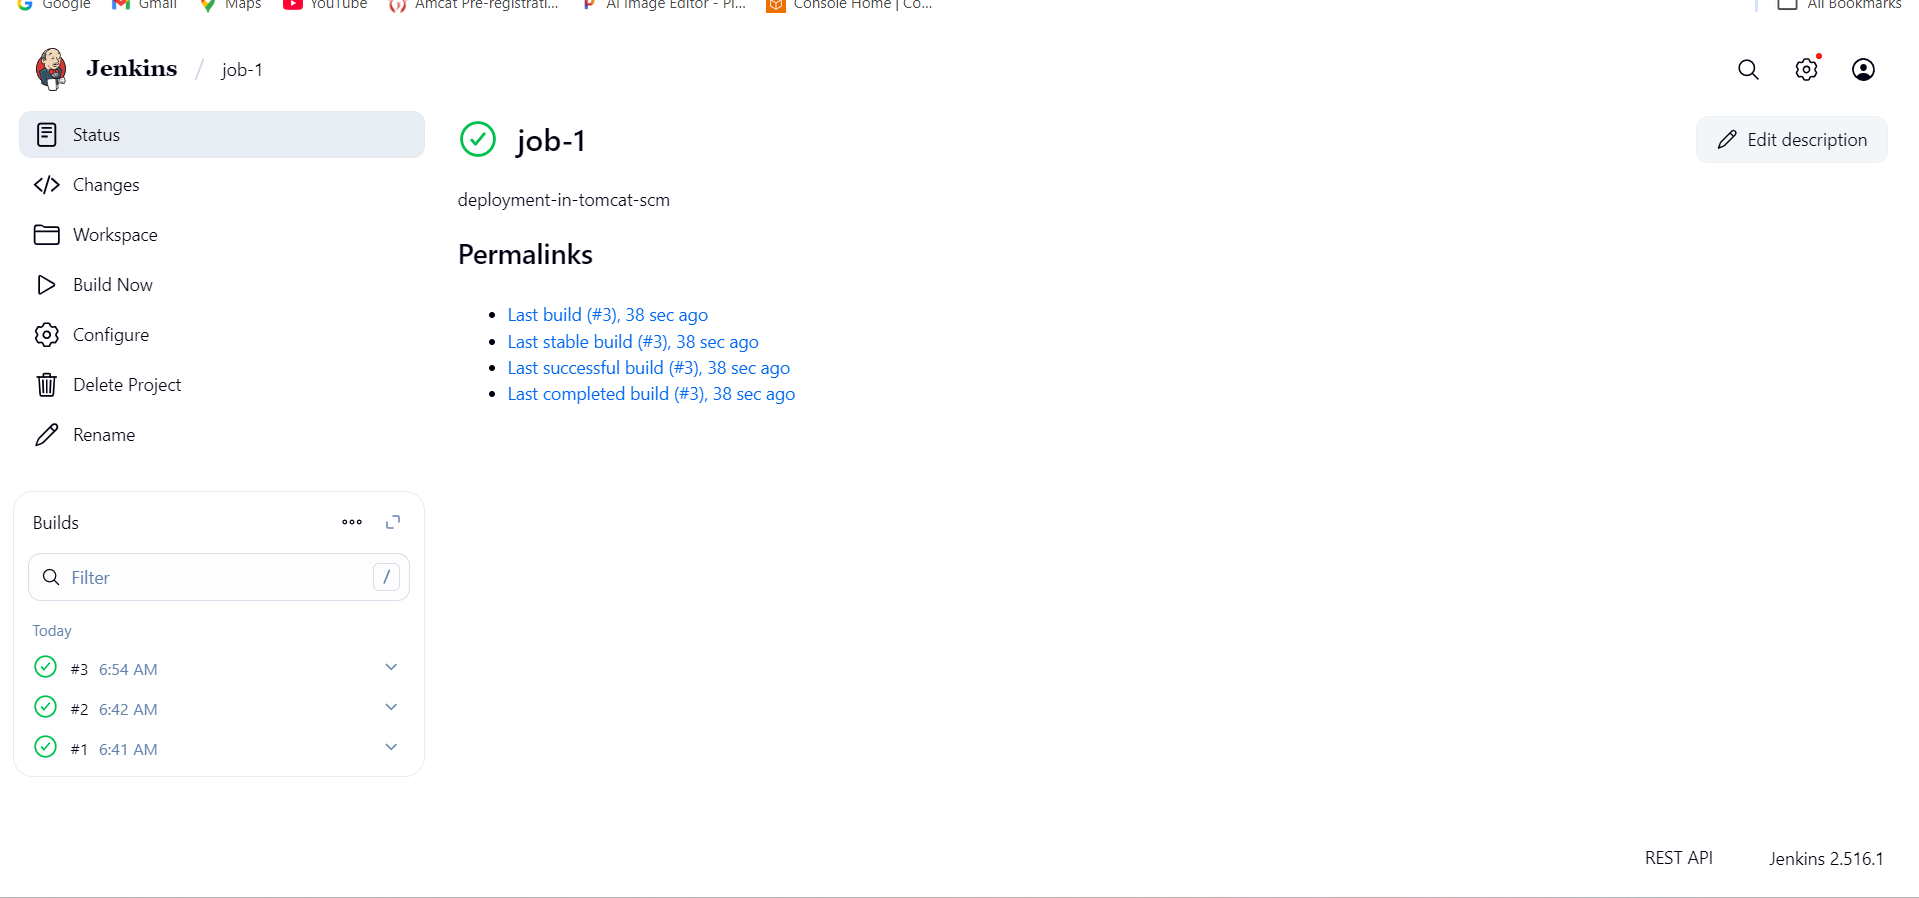 Google Gmail Maps YouTube Amcat Pre-registrati... AI Image Editor - Pi... Console Home | Co... All Bookmarks
Jenkins / job-1
Status
Changes
Workspace
Build Now
Configure
Delete Project
Rename
Builds
Filter /
Today
#3 6:54 AM
#2 6:42 AM
#1 6:41 AM
job-1
Edit description
deployment-in-tomcat-scm
Permalinks
Last build (#3), 38 sec ago
Last stable build (#3), 38 sec ago
Last successful build (#3), 38 sec ago
Last completed build (#3), 38 sec ago
REST API Jenkins 2.516.1